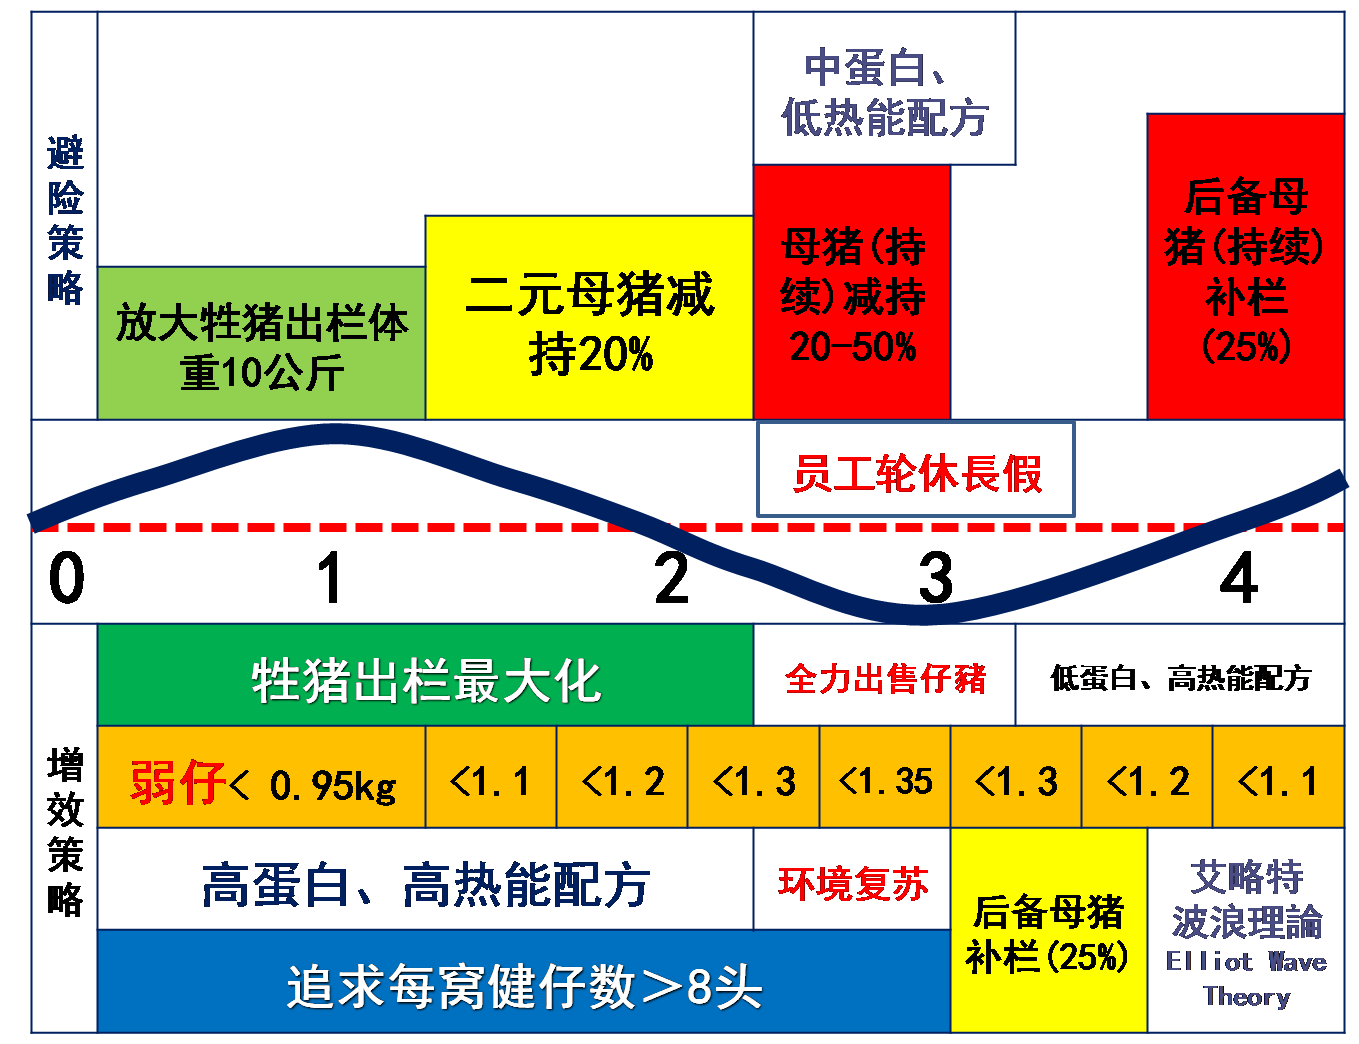 避
险
策
略
放大牲猪出栏体
重10公斤
二元母猪减
持20%
中蛋白、
低热能配方
母猪(持
续)减持
20-50%
后备母
猪(持续)
补栏
(25%)
员工轮休長假
0
1
2
3
4
增
效
策
略
牲猪出栏最大化
全力出售仔豬
低蛋白、高热能配方
弱仔< 0.95kg
<1.1
<1.2
<1.3
<1.35
<1.3
<1.2
<1.1
高蛋白、高热能配方
环境复苏
后备母猪
补栏(25%)
艾略特
波浪理論
Elliot Wave
Theory
追求每窝健仔数＞8头